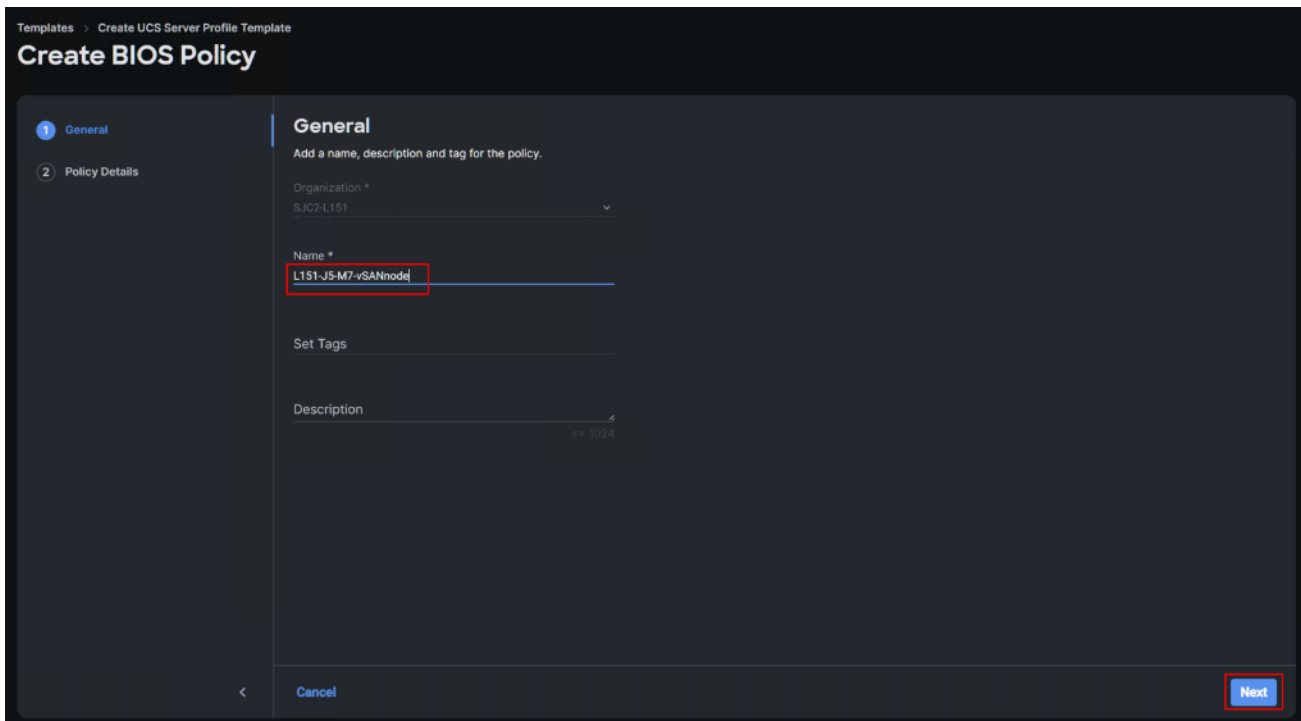 Templates > Create UCS Server Profile Template
Create BIOS Policy
1 General
2 Policy Details
General
Add a name, description and tag for the policy.
Organization *
SJC2-L151
Name *
L151-J5-M7-vSANnode
Set Tags
Description
<= 1024
Cancel
Next